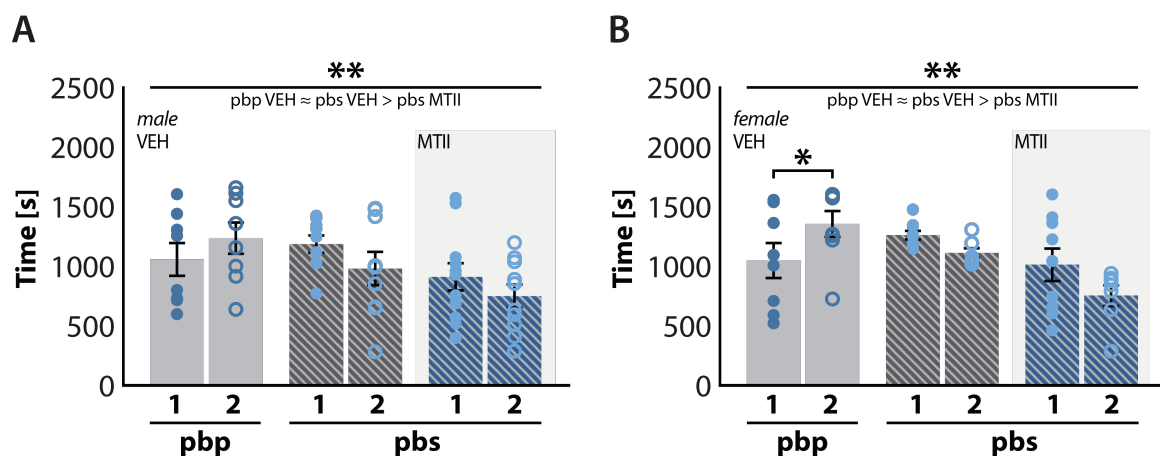 A
**
2500
pbp VEH ≈ pbs VEH > pbs MTII
male
VEH
MTII
2000
1500
1000
500
0
Time [s]
1 2 1 2 1 2
pbp pbs
B
**
2500
pbp VEH ≈ pbs VEH > pbs MTII
female
VEH
MTII
2000
*
1500
1000
500
0
Time [s]
1 2 1 2 1 2
pbp pbs